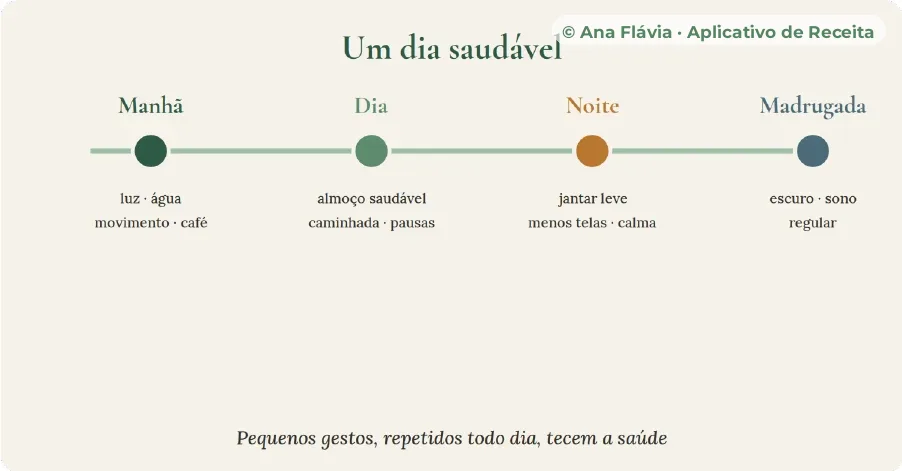 © Ana Flávia · Aplicativo de Receita
Um dia saudável
Manhã
Dia
Noite
Madrugada
luz · água
movimento · café
almoço saudável
caminhada · pausas
jantar leve
menos telas · calma
escuro · sono
regular
Pequenos gestos, repetidos todo dia, tecem a saúde